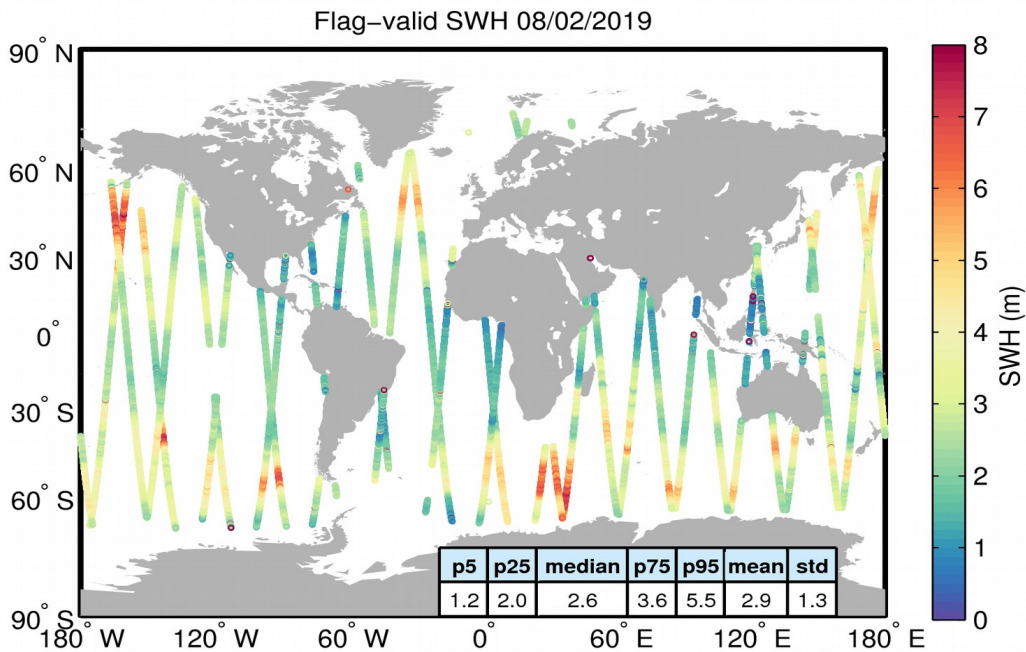 Flag−valid SWH 08/02/2019
90° N
60° N
30° N
0°
30° S
60° S
90° S
180° W
120° W
60° W
0°
60° E
120° E
180° E
p5 p25 median p75 p95 mean std
1.2 2.0 2.6 3.6 5.5 2.9 1.3
8
7
6
5
4
3
2
1
0
SWH (m)